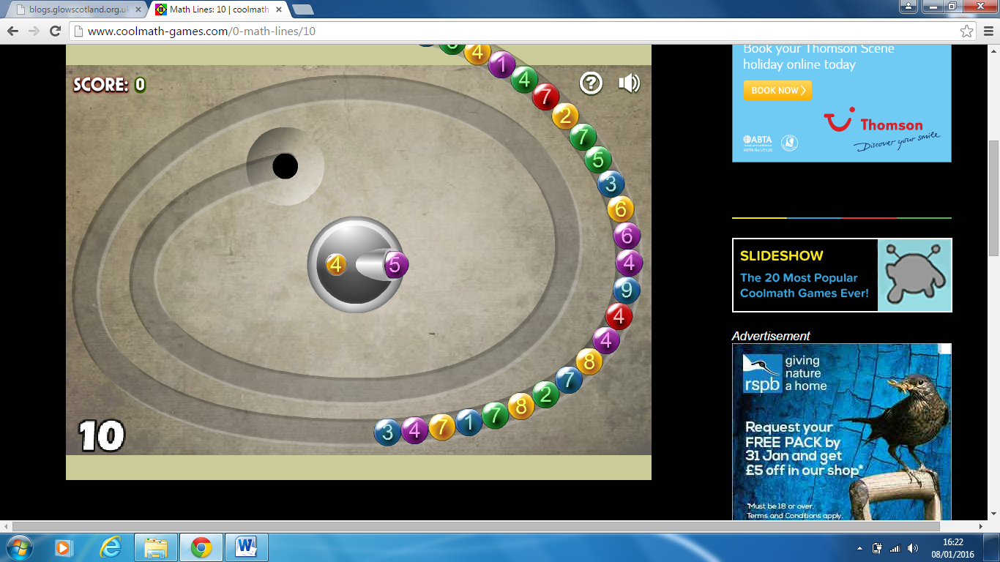 blogs.glowscotland.org.u
Math Lines: 10 | coolmath
www.coolmath-games.com/0-math-lines/10
SCORE: 0
?
4
1
4
7
2
7
5
3
6
6
4
9
4
4
8
7
2
8
7
1
7
4
3
4
5
10
Book your Thomson Scene
holiday online today
BOOK NOW
Thomson
Discover your smile
ABTA
ABTA No.V5126
SLIDESHOW
The 20 Most Popular
Coolmath Games Ever!
Advertisement
rspb
giving
nature
a home
Request your
FREE PACK by
31 Jan and get
£5 off in our shop*
*Must be 18 or over.
Terms and Conditions apply.
W
16:22
08/01/2016